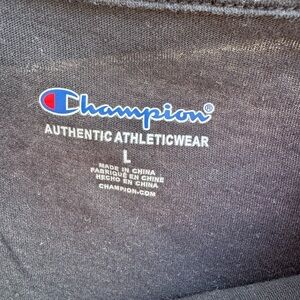 Champion®
AUTHENTIC ATHLETICWEAR
L
MADE IN CHINA
FABRIQUÉ EN CHINE
HECHO EN CHINA
CHAMPION.COM